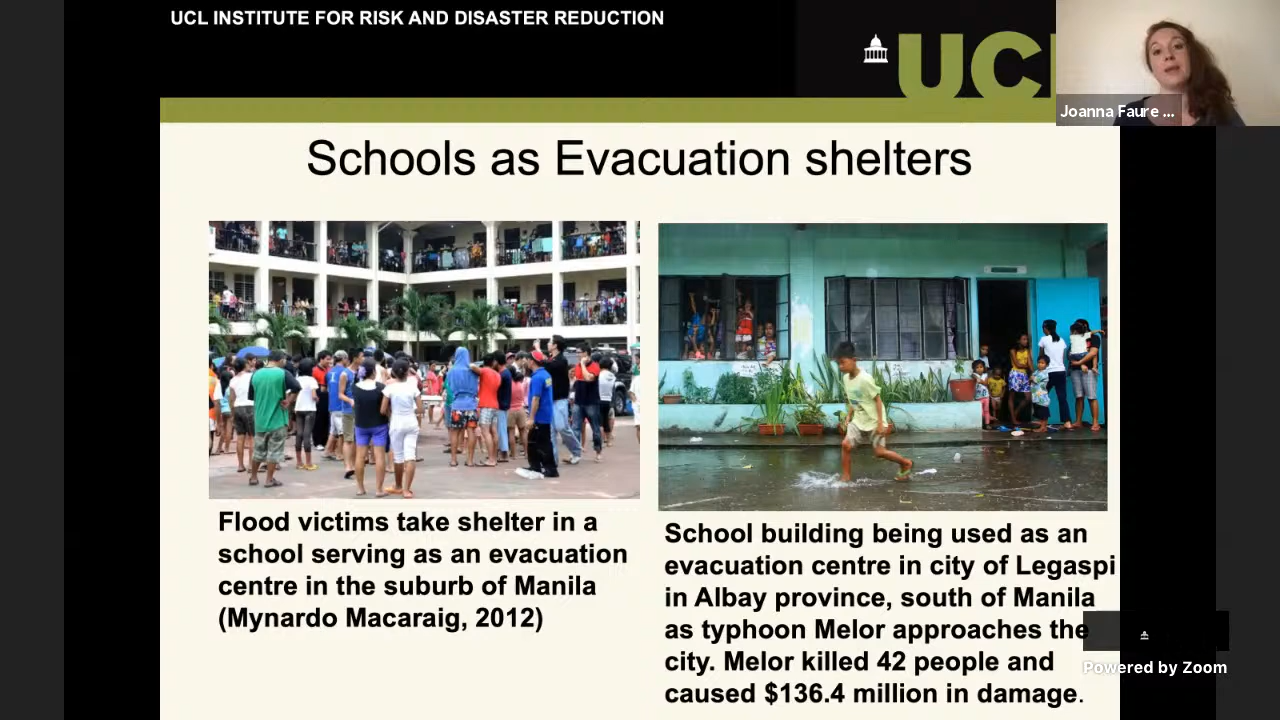 UCL INSTITUTE FOR RISK AND DISASTER REDUCTION
UCL
Joanna Faure ...
Schools as Evacuation shelters
Flood victims take shelter in a
school serving as an evacuation
centre in the suburb of Manila
(Mynardo Macaraig, 2012)
School building being used as an
evacuation centre in city of Legaspi
in Albay province, south of Manila
as typhoon Melor approaches the
city. Melor killed 42 people and
caused $136.4 million in damage.
Powered by Zoom